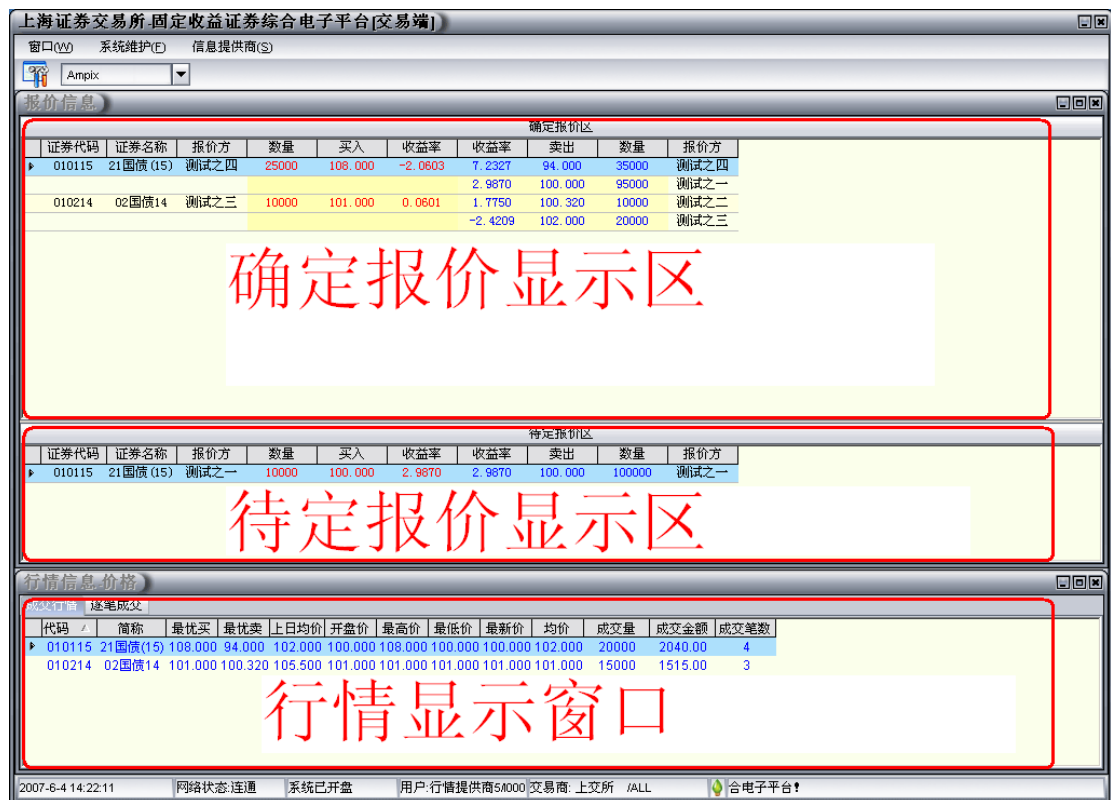 上海证券交易所-固定收益证券综合电子平台[交易端]
窗口(W) 系统维护(F) 信息提供商(S)
Ampix
报价信息
确定报价区
证券代码 证券名称 报价方 数量 买入 收益率 收益率 卖出 数量 报价方
010115 21国债(15) 测试之四 25000 108.000 -2.0603 7.2327 94.000 35000 测试之四
2.9870 100.000 95000 测试之一
010214 02国债14 测试之三 10000 101.000 0.0601 1.7750 100.320 10000 测试之二
-2.4209 102.000 20000 测试之三
确定报价显示区
待定报价区
证券代码 证券名称 报价方 数量 买入 收益率 收益率 卖出 数量 报价方
010115 21国债(15) 测试之一 10000 100.000 2.9870 2.9870 100.000 100000 测试之一
待定报价显示区
行情信息-价格
成交行情 逐笔成交
代码 简称 最优买 最优卖 上日均价 开盘价 最高价 最低价 最新价 均价 成交量 成交金额 成交笔数
010115 21国债(15) 108.000 94.000 102.000 100.000 108.000 100.000 100.000 102.000 20000 2040.00 4
010214 02国债14 101.000 100.320 105.500 101.000 101.000 101.000 101.000 101.000 15000 1515.00 3
行情显示窗口
2007-6-4 14:22:11 网络状态:连通 系统已开盘 用户:行情提供商5/1000 交易商: 上交所 /ALL 合电子平台!